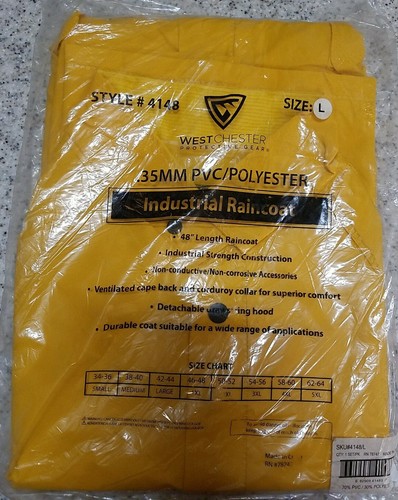 STYLE # 4148
SIZE: L
WEST CHESTER
PROTECTIVE GEAR
.35MM PVC/POLYESTER
Industrial Raincoat
• 48" Length Raincoat
• Industrial Strength Construction
• Non-conductive/Non-corrosive Accessories
• Ventilated cape back and corduroy collar for superior comfort
• Detachable drawstring hood
• Durable coat suitable for a wide range of applications
SIZE CHART
34-36 38-40 42-44 46-48 50-52 54-56 58-60 62-64
SMALL MEDIUM LARGE XL 2XL 3XL 4XL 5XL
Made in
SKU#4148/L